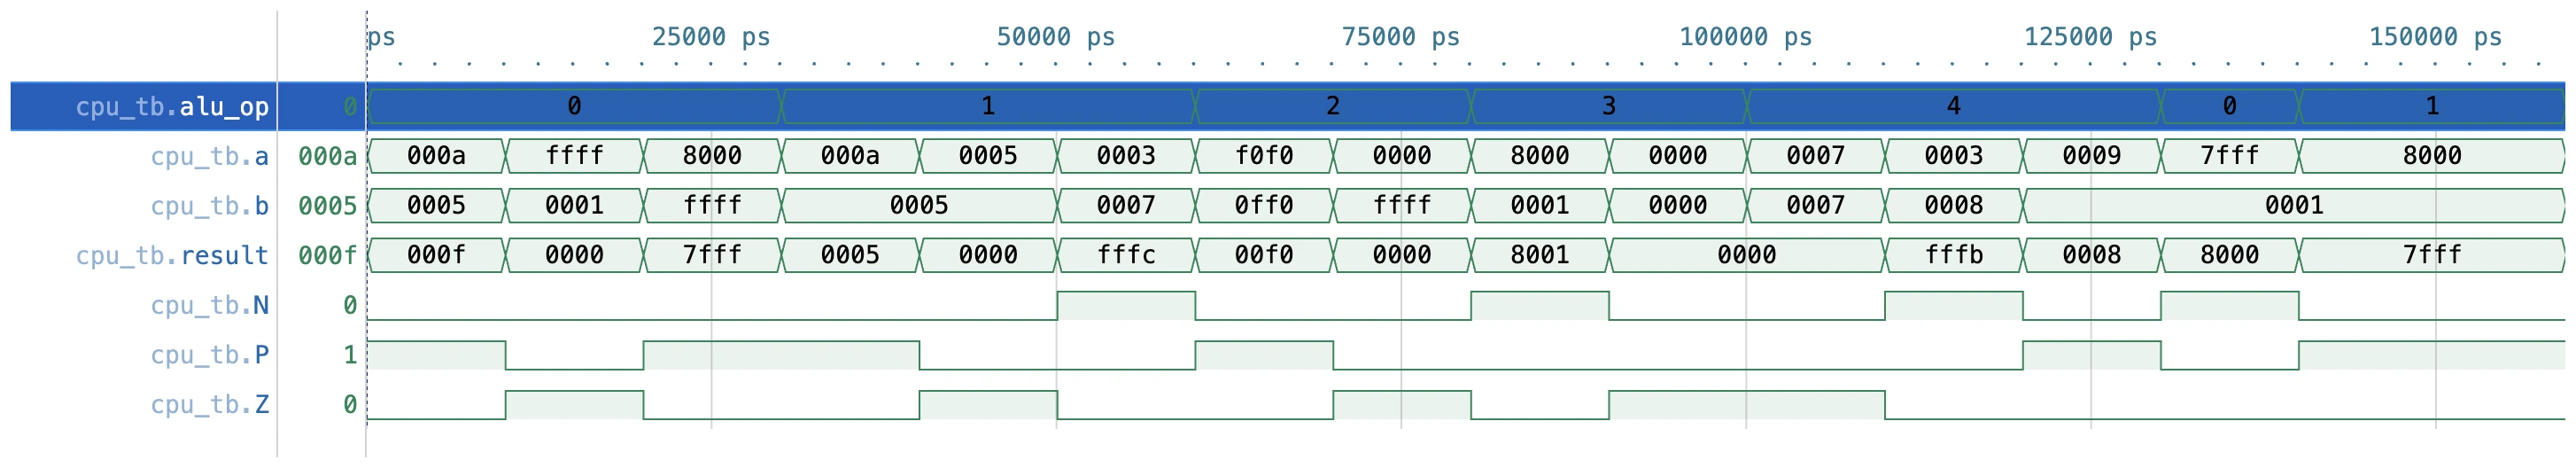 ps 25000 ps 50000 ps 75000 ps 100000 ps 125000 ps 150000 ps
cpu_tb.alu_op 0 0 1 2 3 4 0 1
cpu_tb.a 000a 000a ffff 8000 000a 0005 0003 f0f0 0000 8000 0000 0007 0003 0009 7fff 8000
cpu_tb.b 0005 0005 0001 ffff 0005 0007 0ff0 ffff 0001 0000 0007 0008 0001
cpu_tb.result 000f 000f 0000 7fff 0005 0000 fffc 00f0 0000 8001 0000 fffb 0008 8000 7fff
cpu_tb.N 0
cpu_tb.P 1
cpu_tb.Z 0